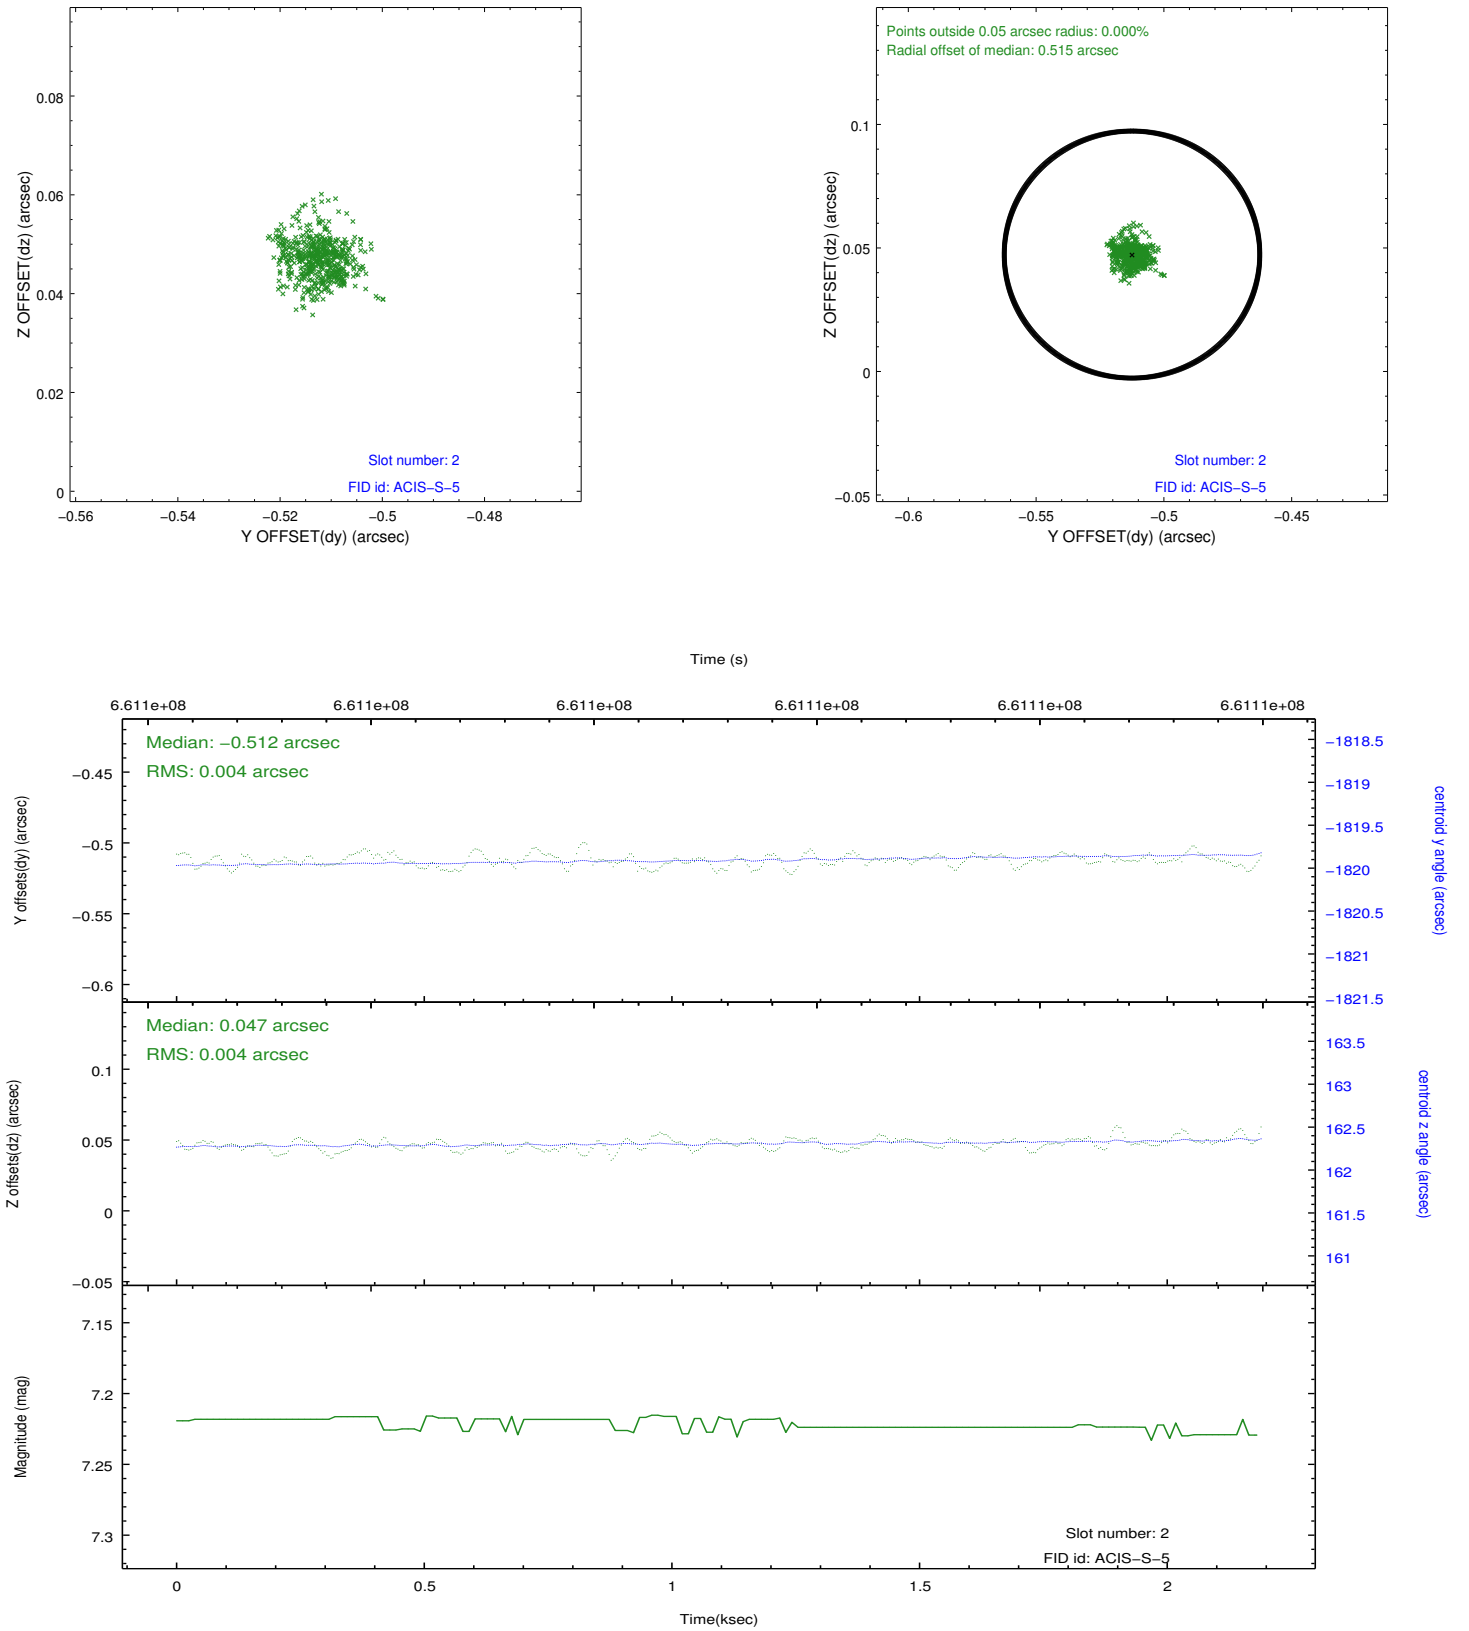 0.08
0.06
0.04
0.02
0
Z OFFSET(dz) (arcsec)
Slot number: 2
FID id: ACIS−S−5
−0.56 −0.54 −0.52 −0.5 −0.48
Y OFFSET(dy) (arcsec)
Points outside 0.05 arcsec radius: 0.000%
Radial offset of median: 0.515 arcsec
0.1
0.05
0
−0.05
Z OFFSET(dz) (arcsec)
Slot number: 2
FID id: ACIS−S−5
−0.6 −0.55 −0.5 −0.45
Y OFFSET(dy) (arcsec)
Time (s)
6.611e+08 6.611e+08 6.611e+08 6.6111e+08 6.6111e+08 6.6111e+08
Median: −0.512 arcsec
RMS: 0.004 arcsec
−0.45
−0.5
−0.55
−0.6
Y offsets(dy) (arcsec)
−1818.5
−1819
−1819.5
−1820
−1820.5
−1821
−1821.5
centroid y angle (arcsec)
Median: 0.047 arcsec
RMS: 0.004 arcsec
0.1
0.05
0
−0.05
Z offsets(dz) (arcsec)
163.5
163
162.5
162
161.5
161
centroid z angle (arcsec)
7.15
7.2
7.25
7.3
Magnitude (mag)
Slot number: 2
FID id: ACIS−S−5
0 0.5 1 1.5 2
Time(ksec)